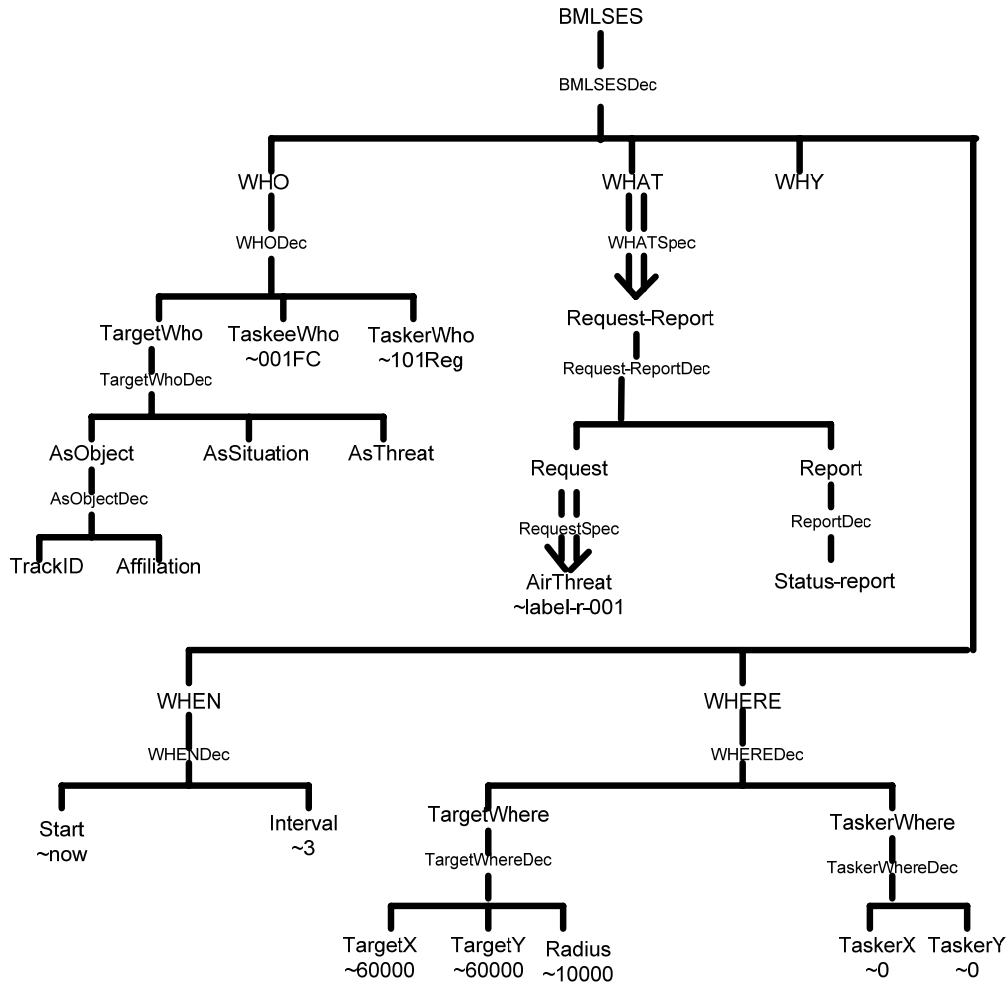 BMLSES
BMLSESDec
WHO
WHAT
WHY
WHODec
WHATSpec
TargetWho
TaskeeWho
~001FC
TaskerWho
~101Reg
Request-Report
TargetWhoDec
Request-ReportDec
AsObject
AsSituation
AsThreat
Request
Report
AsObjectDec
RequestSpec
ReportDec
TrackID
Affiliation
AirThreat
~label-r-001
Status-report
WHEN
WHERE
WHENDec
WHEREDec
Start
~now
Interval
~3
TargetWhere
TaskerWhere
TargetWhereDec
TaskerWhereDec
TargetX
~60000
TargetY
~60000
Radius
~10000
TaskerX
~0
TaskerY
~0